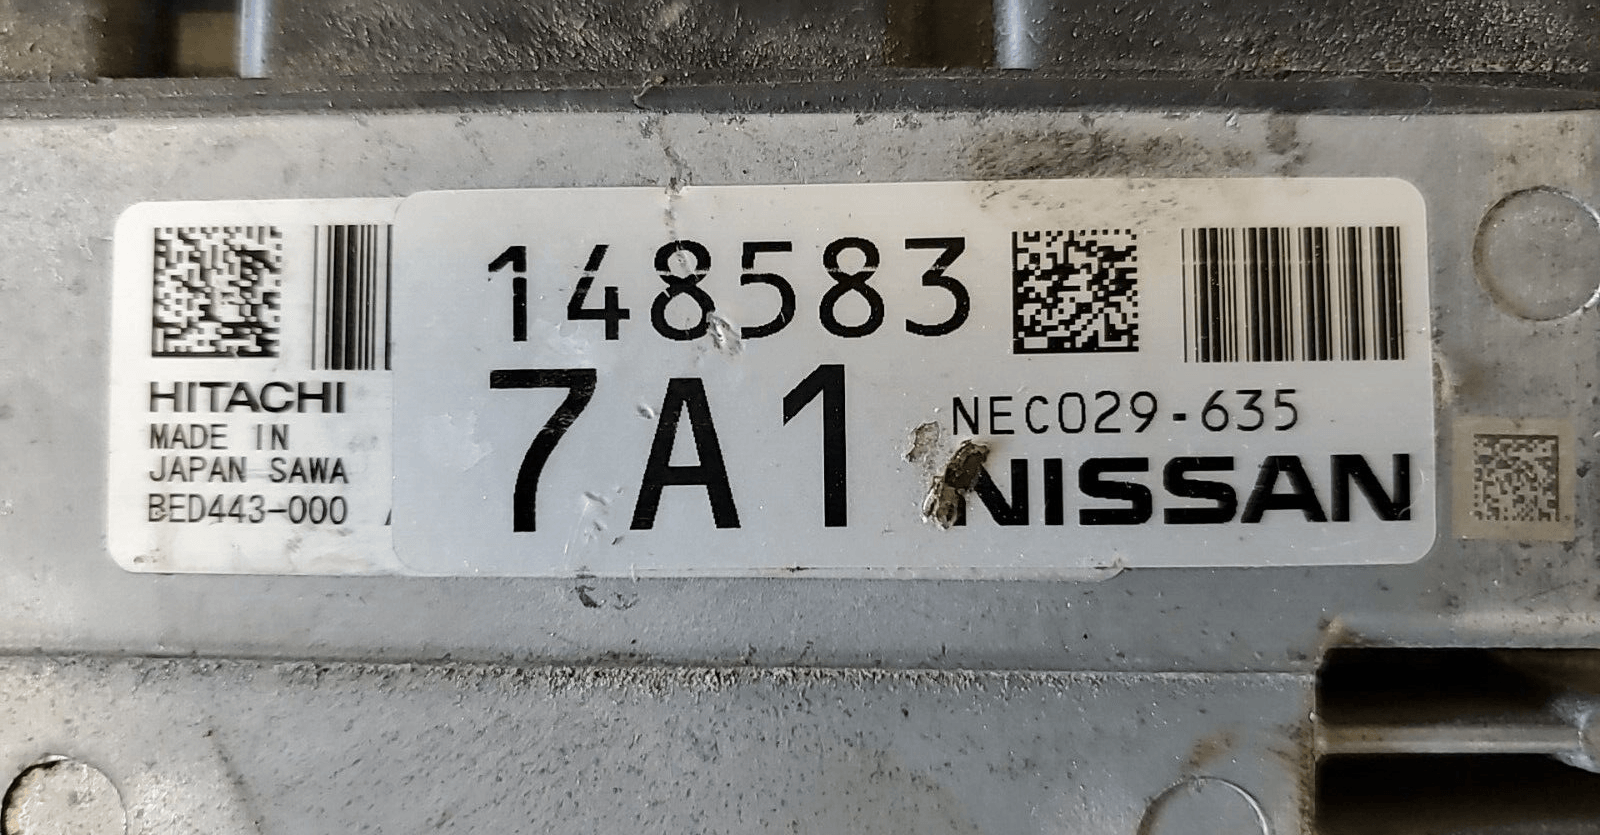 HITACHI
MADE IN
JAPAN SAWA
BED443-000
148583
7A1
NEC029-635
NISSAN